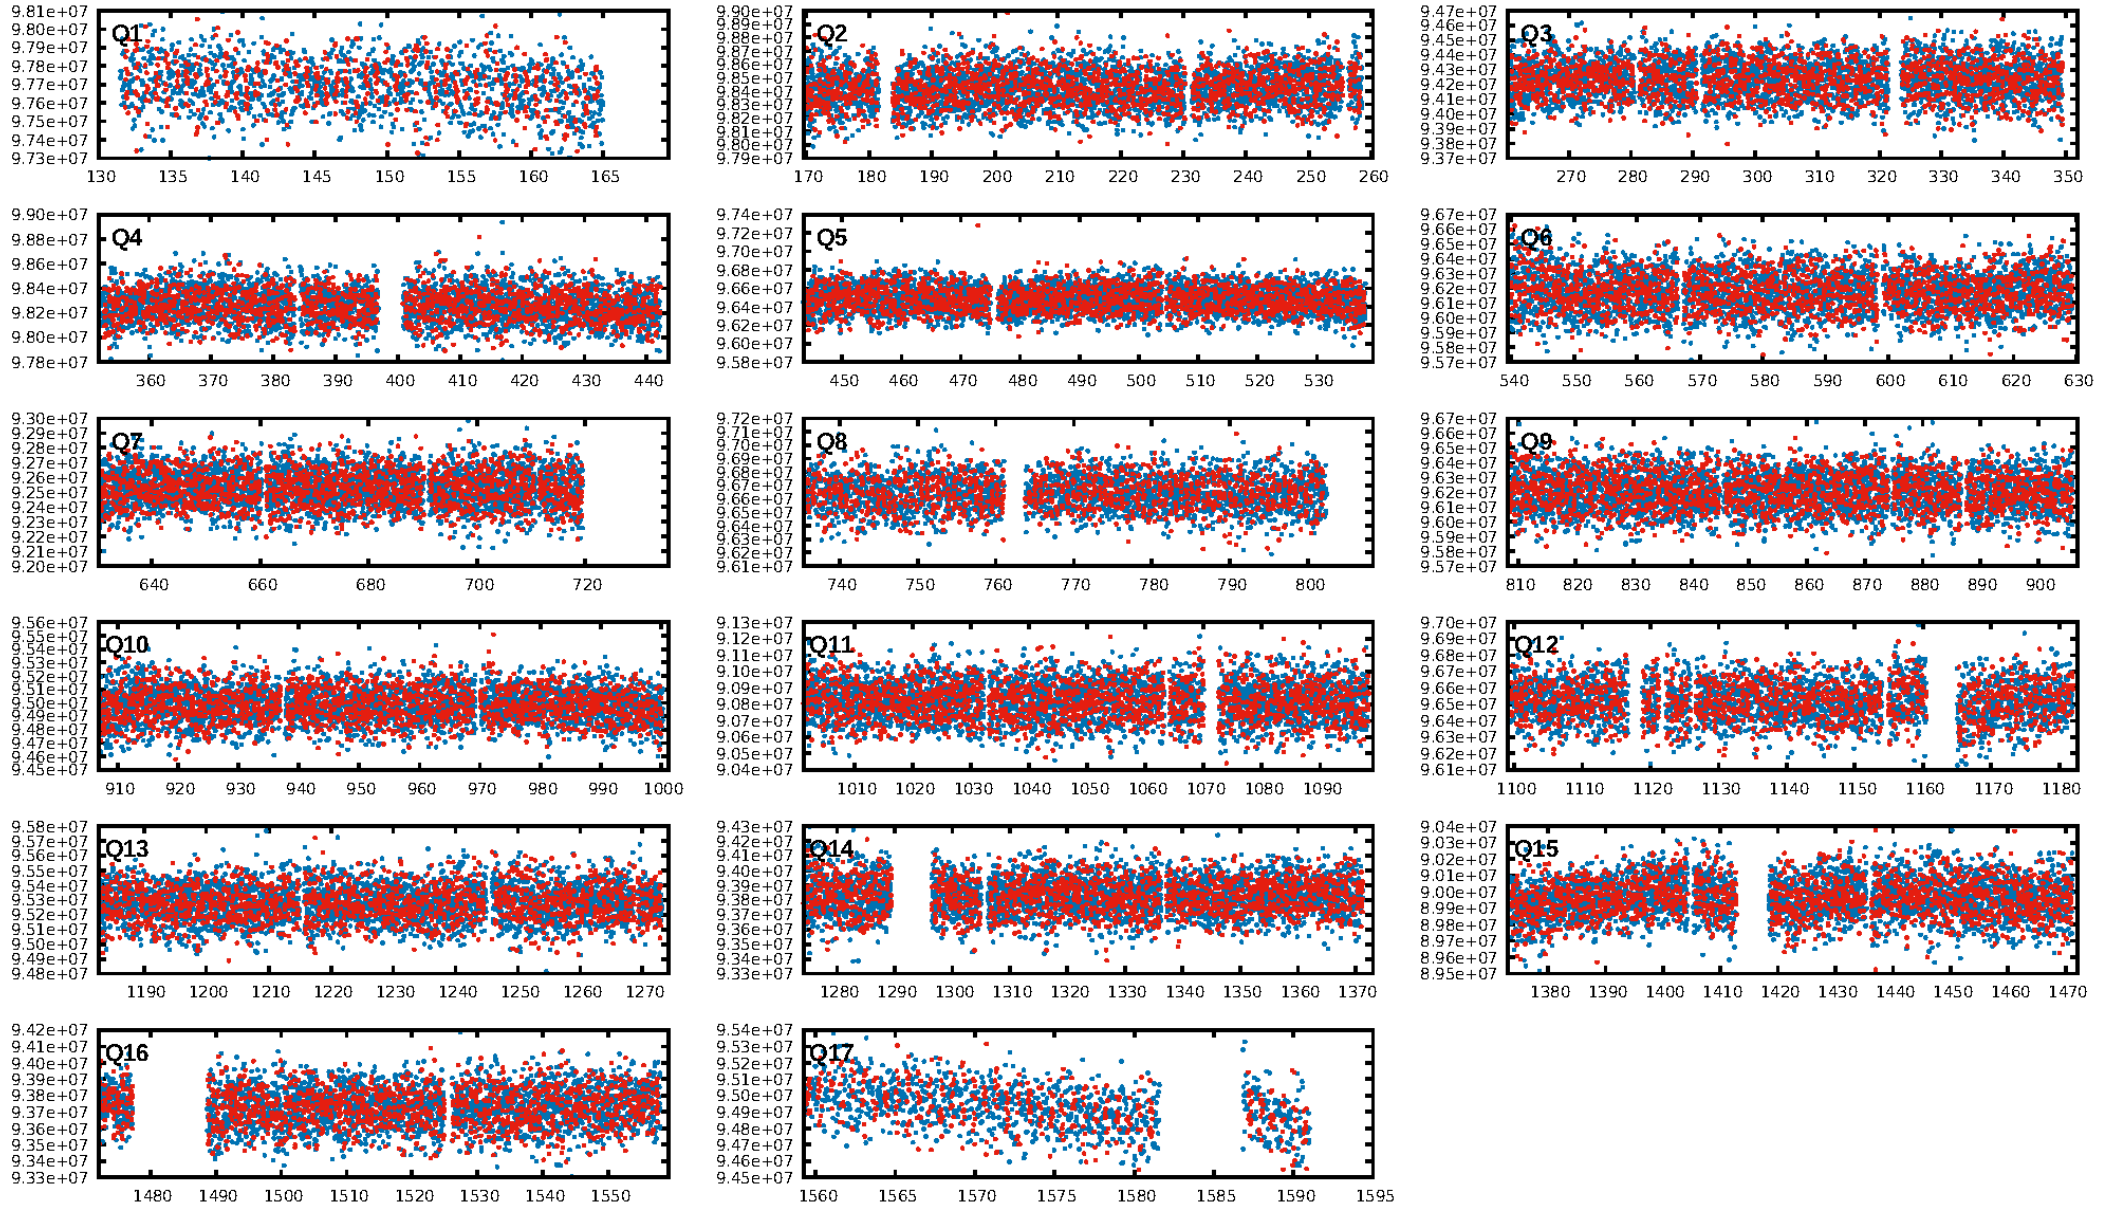 9.81e+07
9.80e+07
9.79e+07
9.78e+07
9.77e+07
9.76e+07
9.75e+07
9.74e+07
9.73e+07
Q1
130 135 140 145 150 155 160 165
9.90e+07
9.89e+07
9.88e+07
9.87e+07
9.86e+07
9.85e+07
9.84e+07
9.83e+07
9.82e+07
9.81e+07
9.80e+07
9.79e+07
Q2
170 180 190 200 210 220 230 240 250 260
9.47e+07
9.46e+07
9.45e+07
9.44e+07
9.43e+07
9.42e+07
9.41e+07
9.40e+07
9.39e+07
9.38e+07
9.37e+07
Q3
270 280 290 300 310 320 330 340 350
9.90e+07
9.88e+07
9.86e+07
9.84e+07
9.82e+07
9.80e+07
9.78e+07
Q4
360 370 380 390 400 410 420 430 440
9.74e+07
9.72e+07
9.70e+07
9.68e+07
9.66e+07
9.64e+07
9.62e+07
9.60e+07
9.58e+07
Q5
450 460 470 480 490 500 510 520 530
9.67e+07
9.66e+07
9.65e+07
9.64e+07
9.63e+07
9.62e+07
9.61e+07
9.60e+07
9.59e+07
9.58e+07
9.57e+07
Q6
540 550 560 570 580 590 600 610 620 630
9.30e+07
9.29e+07
9.28e+07
9.27e+07
9.26e+07
9.25e+07
9.24e+07
9.23e+07
9.22e+07
9.21e+07
9.20e+07
Q7
640 660 680 700 720
9.72e+07
9.71e+07
9.70e+07
9.69e+07
9.68e+07
9.67e+07
9.66e+07
9.65e+07
9.64e+07
9.63e+07
9.62e+07
9.61e+07
Q8
740 750 760 770 780 790 800
9.67e+07
9.66e+07
9.65e+07
9.64e+07
9.63e+07
9.62e+07
9.61e+07
9.60e+07
9.59e+07
9.58e+07
9.57e+07
Q9
810 820 830 840 850 860 870 880 890 900
9.56e+07
9.55e+07
9.54e+07
9.53e+07
9.52e+07
9.51e+07
9.50e+07
9.49e+07
9.48e+07
9.47e+07
9.46e+07
9.45e+07
Q10
910 920 930 940 950 960 970 980 990 1000
9.13e+07
9.12e+07
9.11e+07
9.10e+07
9.09e+07
9.08e+07
9.07e+07
9.06e+07
9.05e+07
9.04e+07
Q11
1010 1020 1030 1040 1050 1060 1070 1080 1090
9.70e+07
9.69e+07
9.68e+07
9.67e+07
9.66e+07
9.65e+07
9.64e+07
9.63e+07
9.62e+07
9.61e+07
Q12
1100 1110 1120 1130 1140 1150 1160 1170 1180
9.58e+07
9.57e+07
9.56e+07
9.55e+07
9.54e+07
9.53e+07
9.52e+07
9.51e+07
9.50e+07
9.49e+07
9.48e+07
Q13
1190 1200 1210 1220 1230 1240 1250 1260 1270
9.43e+07
9.42e+07
9.41e+07
9.40e+07
9.39e+07
9.38e+07
9.37e+07
9.36e+07
9.35e+07
9.34e+07
9.33e+07
Q14
1280 1290 1300 1310 1320 1330 1340 1350 1360 1370
9.04e+07
9.03e+07
9.02e+07
9.01e+07
9.00e+07
8.99e+07
8.98e+07
8.97e+07
8.96e+07
8.95e+07
Q15
1380 1390 1400 1410 1420 1430 1440 1450 1460 1470
9.42e+07
9.41e+07
9.40e+07
9.39e+07
9.38e+07
9.37e+07
9.36e+07
9.35e+07
9.34e+07
9.33e+07
Q16
1480 1490 1500 1510 1520 1530 1540 1550
9.54e+07
9.53e+07
9.52e+07
9.51e+07
9.50e+07
9.49e+07
9.48e+07
9.47e+07
9.46e+07
9.45e+07
Q17
1560 1565 1570 1575 1580 1585 1590 1595